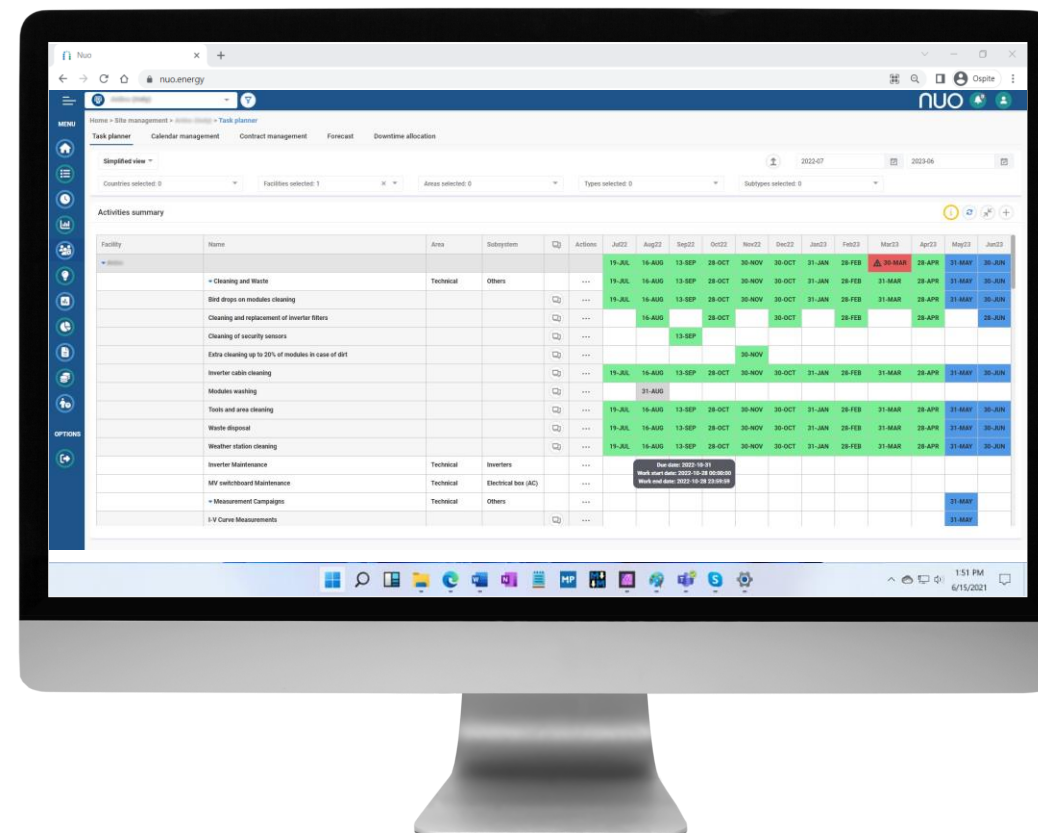 Nuo
nuo.energy
Ospite
nuo
MENU
Home > Site management > > Task planner
Task planner Calendar management Contract management Forecast Downtime allocation
Simplified view 2022-07 2023-06
Countries selected: 0 Facilities selected: 1 Areas selected: 0 Types selected: 0 Subtypes selected: 0
Activities summary
Facility Name Area Subsystem Actions Jul22 Aug22 Sep22 Oct22 Nov22 Dec22 Jan23 Feb23 Mar23 Apr23 May23 Jun23
19-JUL 16-AUG 13-SEP 28-OCT 30-NOV 30-OCT 31-JAN 28-FEB 30-MAR 28-APR 31-MAY 30-JUN
Cleaning and Waste Technical Others ... 19-JUL 16-AUG 13-SEP 28-OCT 30-NOV 30-OCT 31-JAN 28-FEB 31-MAR 28-APR 31-MAY 30-JUN
Bird drops on modules cleaning ... 19-JUL 16-AUG 13-SEP 28-OCT 30-NOV 30-OCT 31-JAN 28-FEB 31-MAR 28-APR 31-MAY 30-JUN
Cleaning and replacement of inverter filters ... 16-AUG 28-OCT 30-OCT 28-FEB 28-APR 28-JUN
Cleaning of security sensors ... 13-SEP
Extra cleaning up to 20% of modules in case of dirt ... 30-NOV
Inverter cabin cleaning ... 19-JUL 16-AUG 13-SEP 28-OCT 30-NOV 30-OCT 31-JAN 28-FEB 31-MAR 28-APR 31-MAY 30-JUN
Modules washing ... 31-AUG
Tools and area cleaning ... 19-JUL 16-AUG 13-SEP 28-OCT 30-NOV 30-OCT 31-JAN 28-FEB 31-MAR 28-APR 31-MAY 30-JUN
Waste disposal ... 19-JUL 16-AUG 13-SEP 28-OCT 30-NOV 30-OCT 31-JAN 28-FEB 31-MAR 28-APR 31-MAY 30-JUN
OPTIONS
Weather station cleaning ... 19-JUL 16-AUG 13-SEP 28-OCT 30-NOV 30-OCT 31-JAN 28-FEB 31-MAR 28-APR 31-MAY 30-JUN
Inverter Maintenance Technical Inverters ...
Due date: 2022-10-31
Work start date: 2022-10-28 00:00:00
Work end date: 2022-10-28 23:59:59
MV switchboard Maintenance Technical Electrical box (AC) ...
Measurement Campaigns Technical Others ... 31-MAY
I-V Curve Measurements ... 31-MAY
MP
1:51 PM
6/15/2021